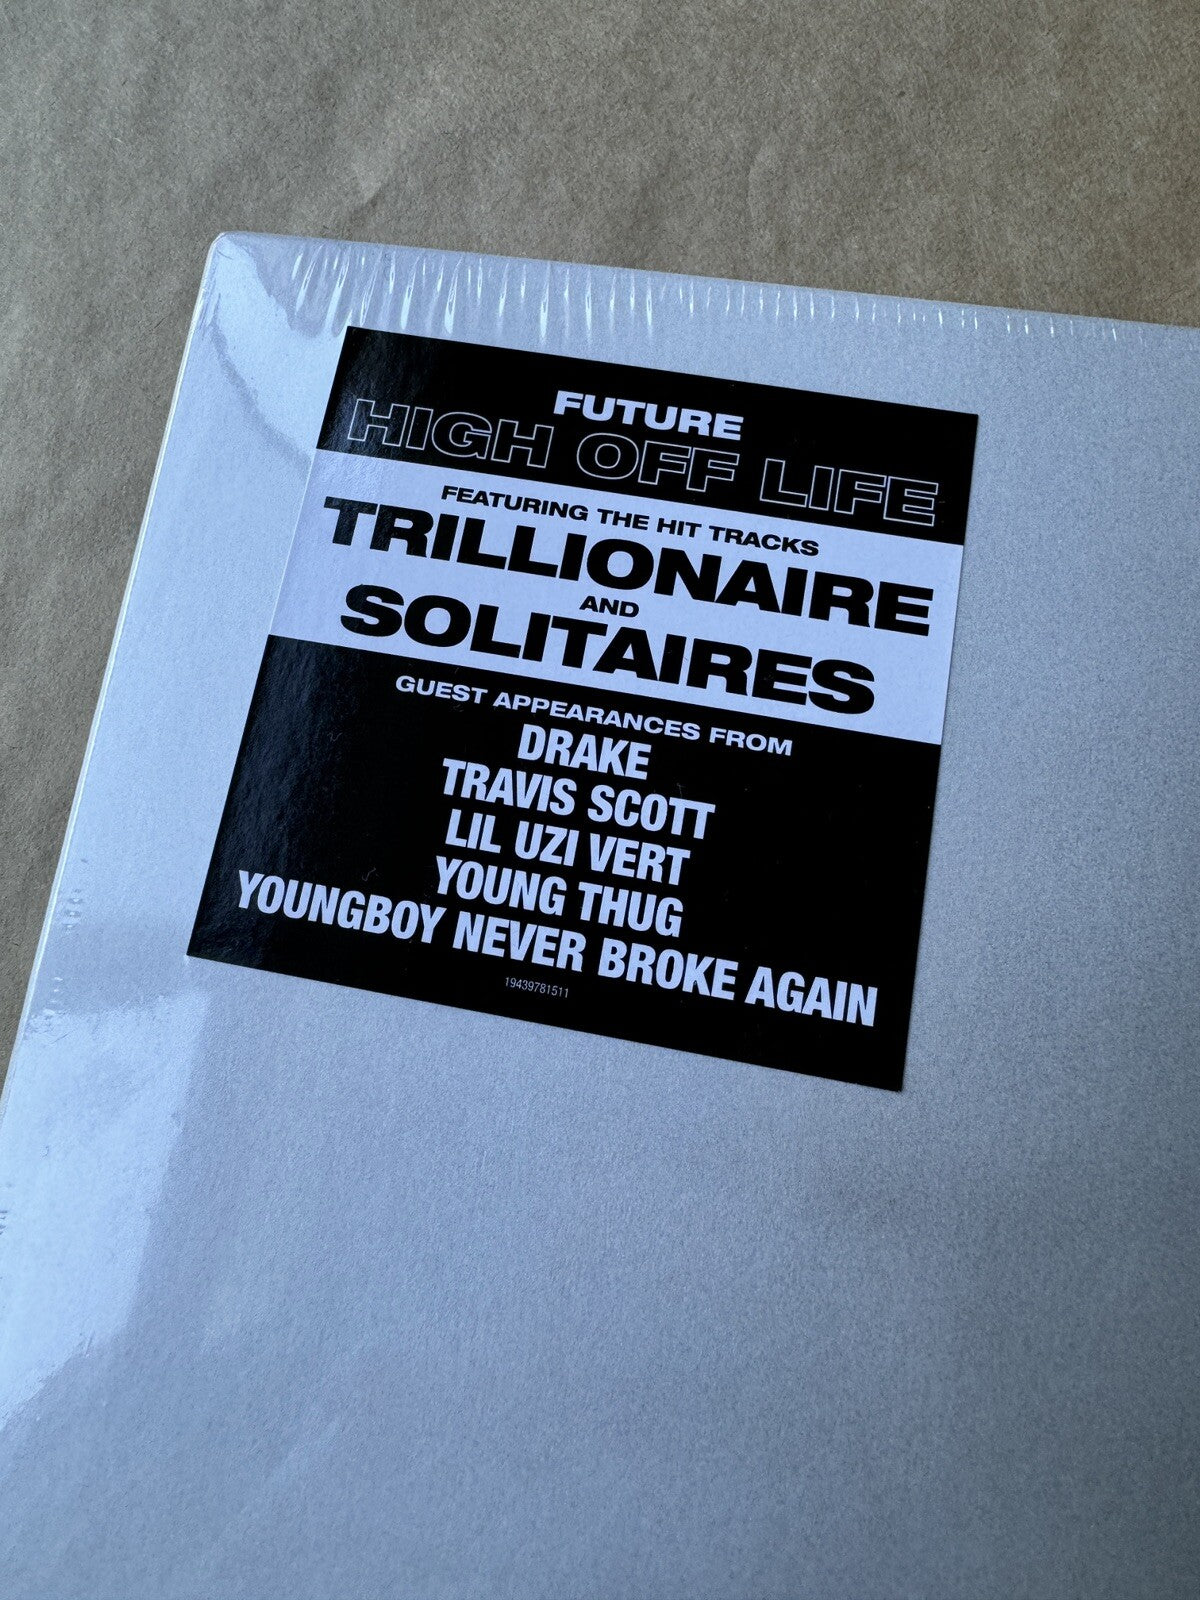 FUTURE
HIGH OFF LIFE
FEATURING THE HIT TRACKS
TRILLIONAIRE
AND
SOLITAIRES
GUEST APPEARANCES FROM
DRAKE
TRAVIS SCOTT
LIL UZI VERT
YOUNG THUG
YOUNGBOY NEVER BROKE AGAIN
19439781511